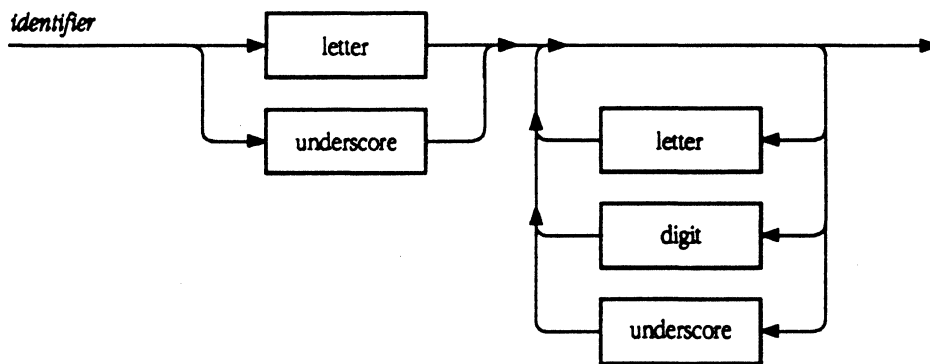 identifier
letter
underscore
letter
digit
underscore